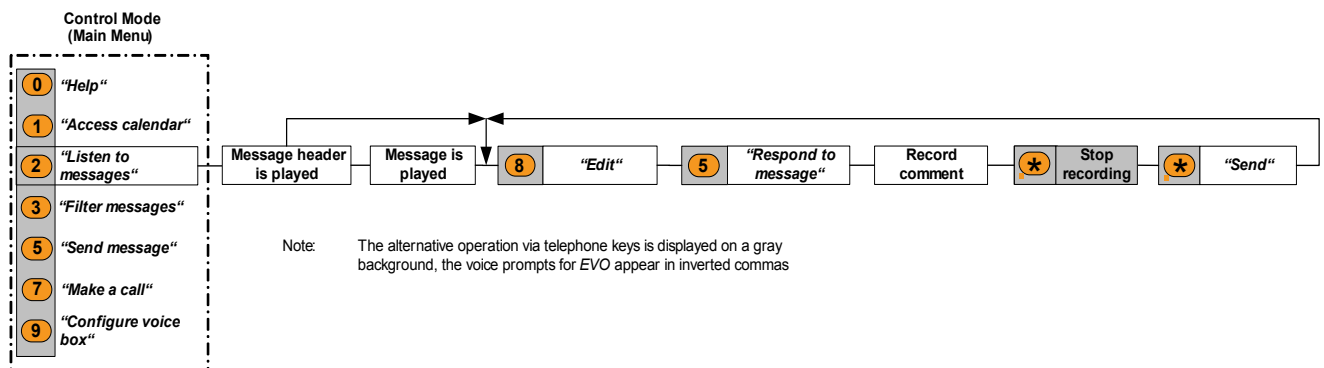 Control Mode
(Main Menu)
0 “Help“
1 “Access calendar“
2 “Listen to
messages“
Message header
is played
Message is
played
8 “Edit“
5 “Respond to
message“
Record
comment
* Stop
recording
* “Send“
3 “Filter messages“
5 “Send message“
7 “Make a call“
9 “Configure voice
box“
Note: The alternative operation via telephone keys is displayed on a gray
background, the voice prompts for EVO appear in inverted commas